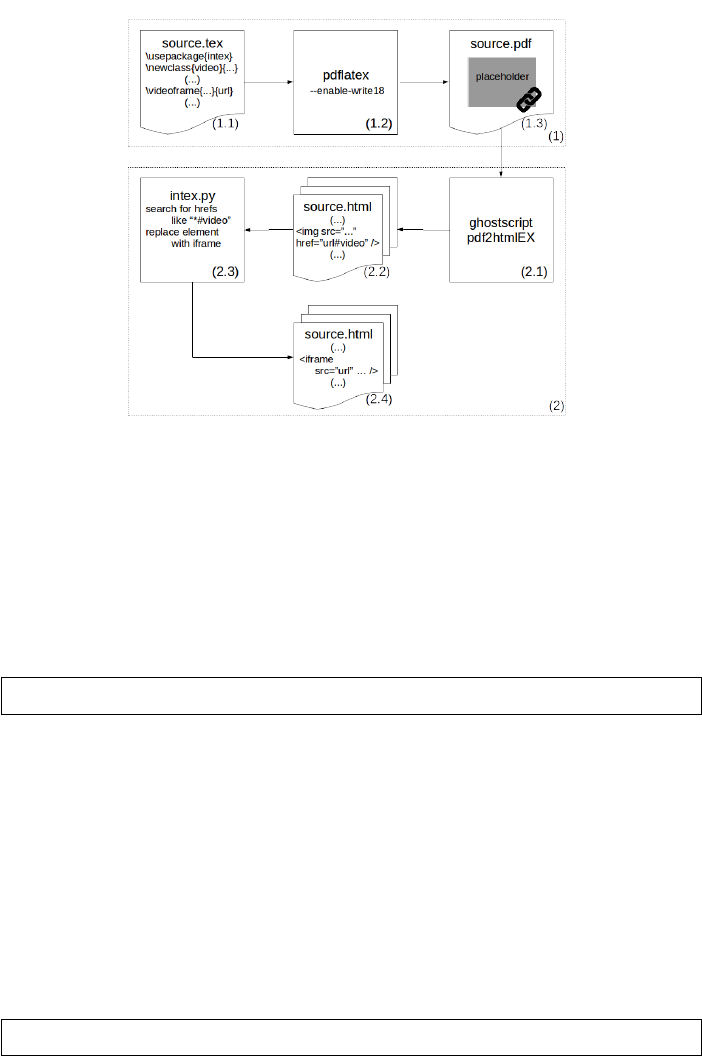 source.tex
\usepackage{intex}
\newclass{video}{...}
(...)
\videoframe{...}{url}
(...)
(1.1)
pdflatex
--enable-write18
(1.2)
source.pdf
placeholder
(1.3)
(1)
intex.py
search for hrefs
like "*#video"
replace element
with iframe
(2.3)
source.html
(...)
<img src="..."
href="url#video" />
(...)
(2.2)
ghostscript
pdf2htmlEX
(2.1)
source.html
(...)
<iframe
src="url" ... />
(...)
(2.4)
(2)